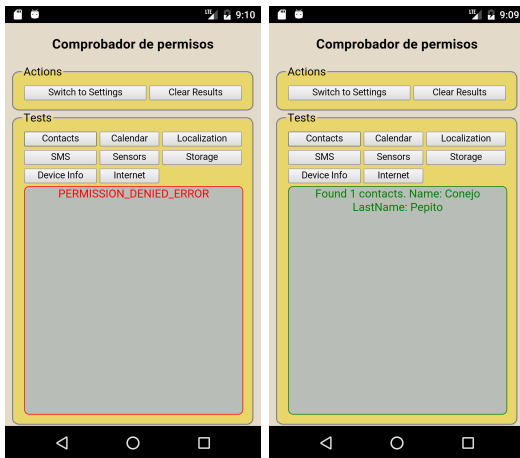 LTE 9:10
Comprobador de permisos
Actions
Switch to Settings Clear Results
Tests
Contacts Calendar Localization
SMS Sensors Storage
Device Info Internet
PERMISSION_DENIED_ERROR
LTE 9:09
Comprobador de permisos
Actions
Switch to Settings Clear Results
Tests
Contacts Calendar Localization
SMS Sensors Storage
Device Info Internet
Found 1 contacts. Name: Conejo
LastName: Pepito